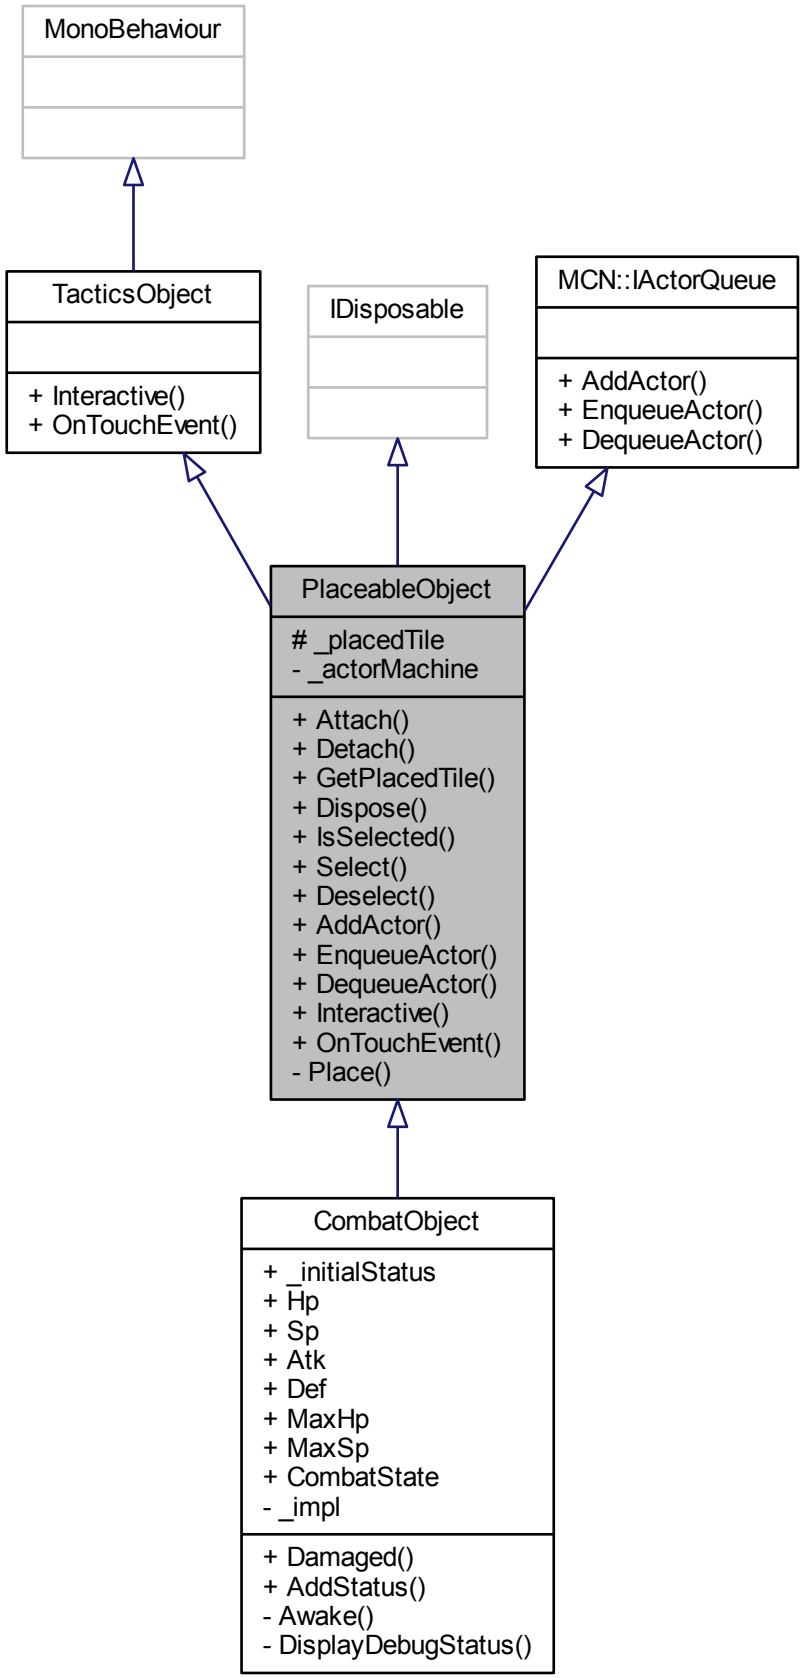 MonoBehaviour
TacticsObject
+ Interactive()
+ OnTouchEvent()
IDisposable
MCN::IActorQueue
+ AddActor()
+ EnqueueActor()
+ DequeueActor()
PlaceableObject
# _placedTile
- _actorMachine
+ Attach()
+ Detach()
+ GetPlacedTile()
+ Dispose()
+ IsSelected()
+ Select()
+ Deselect()
+ AddActor()
+ EnqueueActor()
+ DequeueActor()
+ Interactive()
+ OnTouchEvent()
- Place()
CombatObject
+ _initialStatus
+ Hp
+ Sp
+ Atk
+ Def
+ MaxHp
+ MaxSp
+ CombatState
- _impl
+ Damaged()
+ AddStatus()
- Awake()
- DisplayDebugStatus()